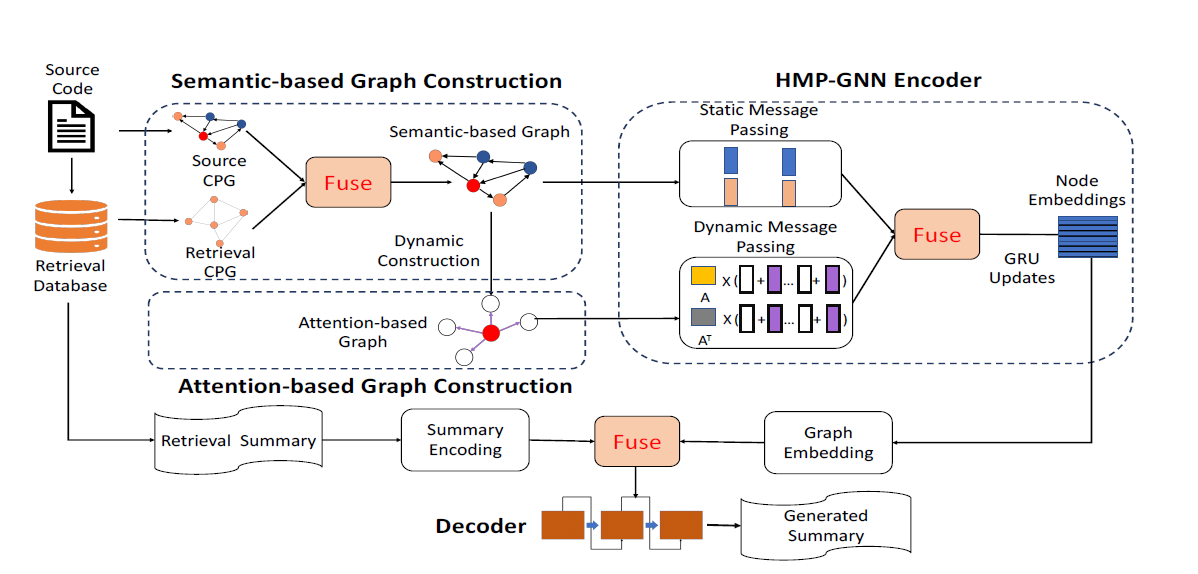 Source
Code
Semantic-based Graph Construction
HMP-GNN Encoder
Source
CPG
Fuse
Semantic-based Graph
Retrieval
CPG
Dynamic
Construction
Retrieval
Database
Static Message
Passing
Dynamic Message
Passing
A
X ( + ... + )
A^T
X ( + ... + )
Fuse
GRU
Updates
Node
Embeddings
Attention-based
Graph
Attention-based Graph Construction
Retrieval Summary
Summary
Encoding
Fuse
Graph
Embedding
Decoder
Generated
Summary